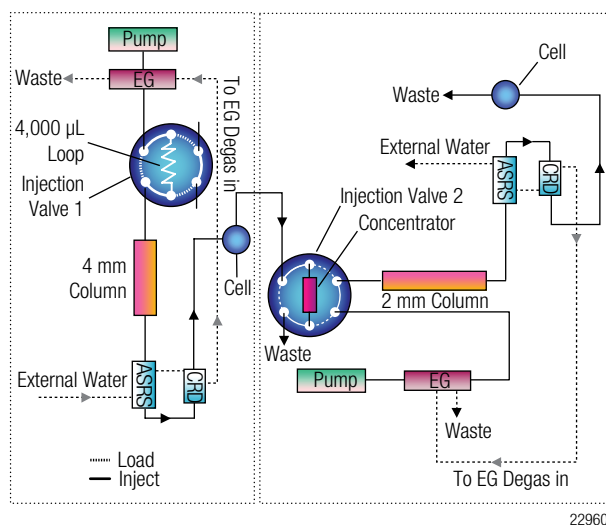 Pump
Waste
EG
To EG Degas in
4,000 µL
Loop
Injection
Valve 1
4 mm
Column
Cell
External Water
ASRS
CRD
Load
Inject
Cell
Waste
External Water
ASRS
CRD
Injection Valve 2
Concentrator
2 mm Column
Waste
Pump
EG
Waste
To EG Degas in
22960